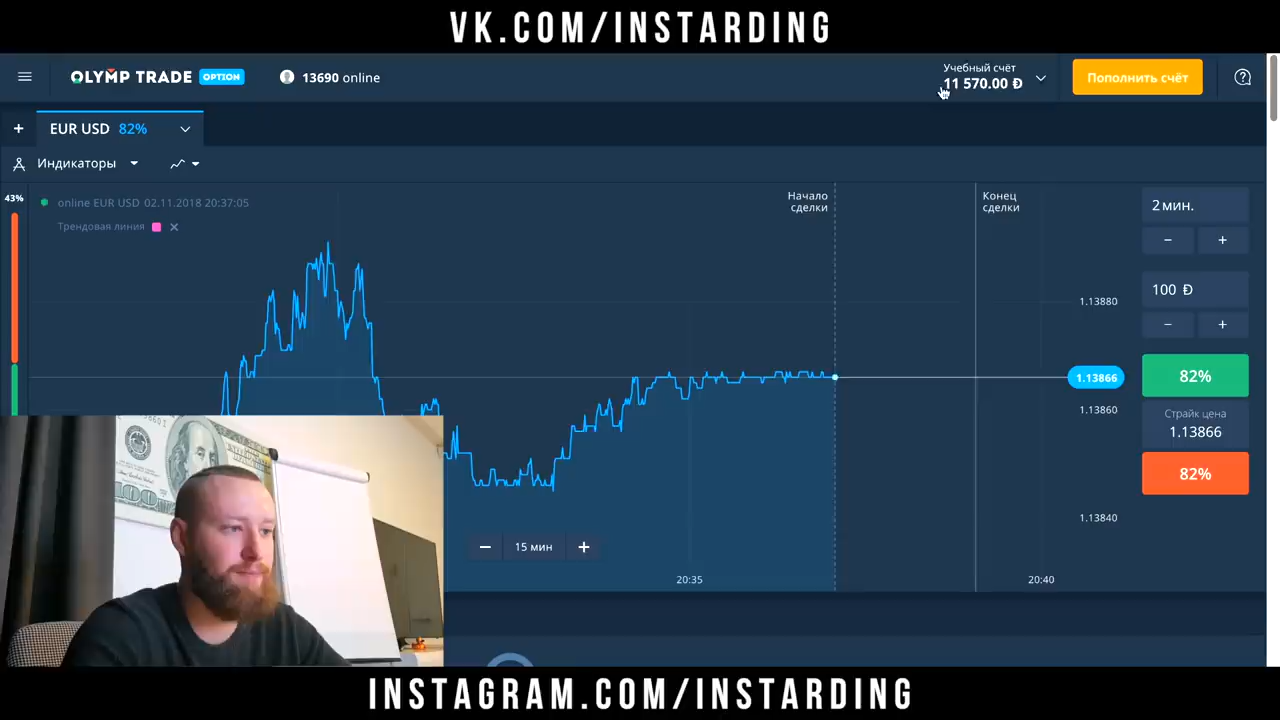 VK.COM/INSTARDING
OLYMP TRADE OPTION
13690 online
Учебный счёт
11 570.00 Đ
Пополнить счёт
EUR USD 82%
Индикаторы
43%
online EUR USD 02.11.2018 20:37:05
Трендовая линия
Начало
сделки
Конец
сделки
2 мин.
100 Đ
1.13880
1.13866
1.13860
1.13840
82%
Страйк цена
1.13866
82%
15 мин
20:35
20:40
100
INSTAGRAM.COM/INSTARDING